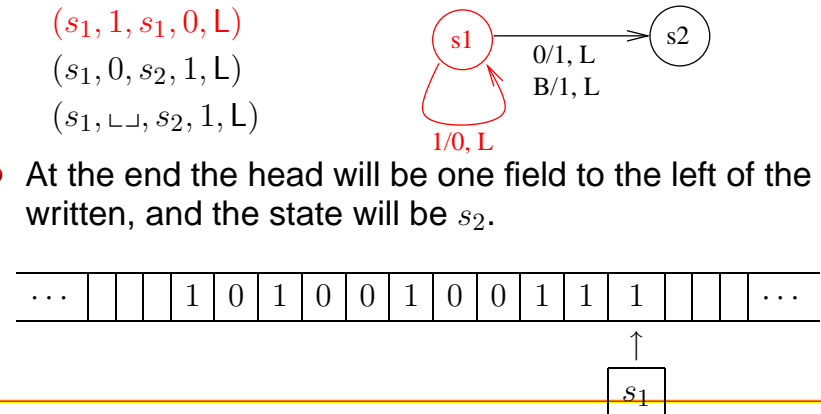 (s₁, 1, s₁, 0, L)
(s₁, 0, s₂, 1, L)
(s₁, ␣, s₂, 1, L)
s1
s2
0/1, L
B/1, L
1/0, L
At the end the head will be one field to the left of the
written, and the state will be s₂.
⋯ 1 0 1 0 0 1 0 0 1 1 1 ⋯
↑
s₁